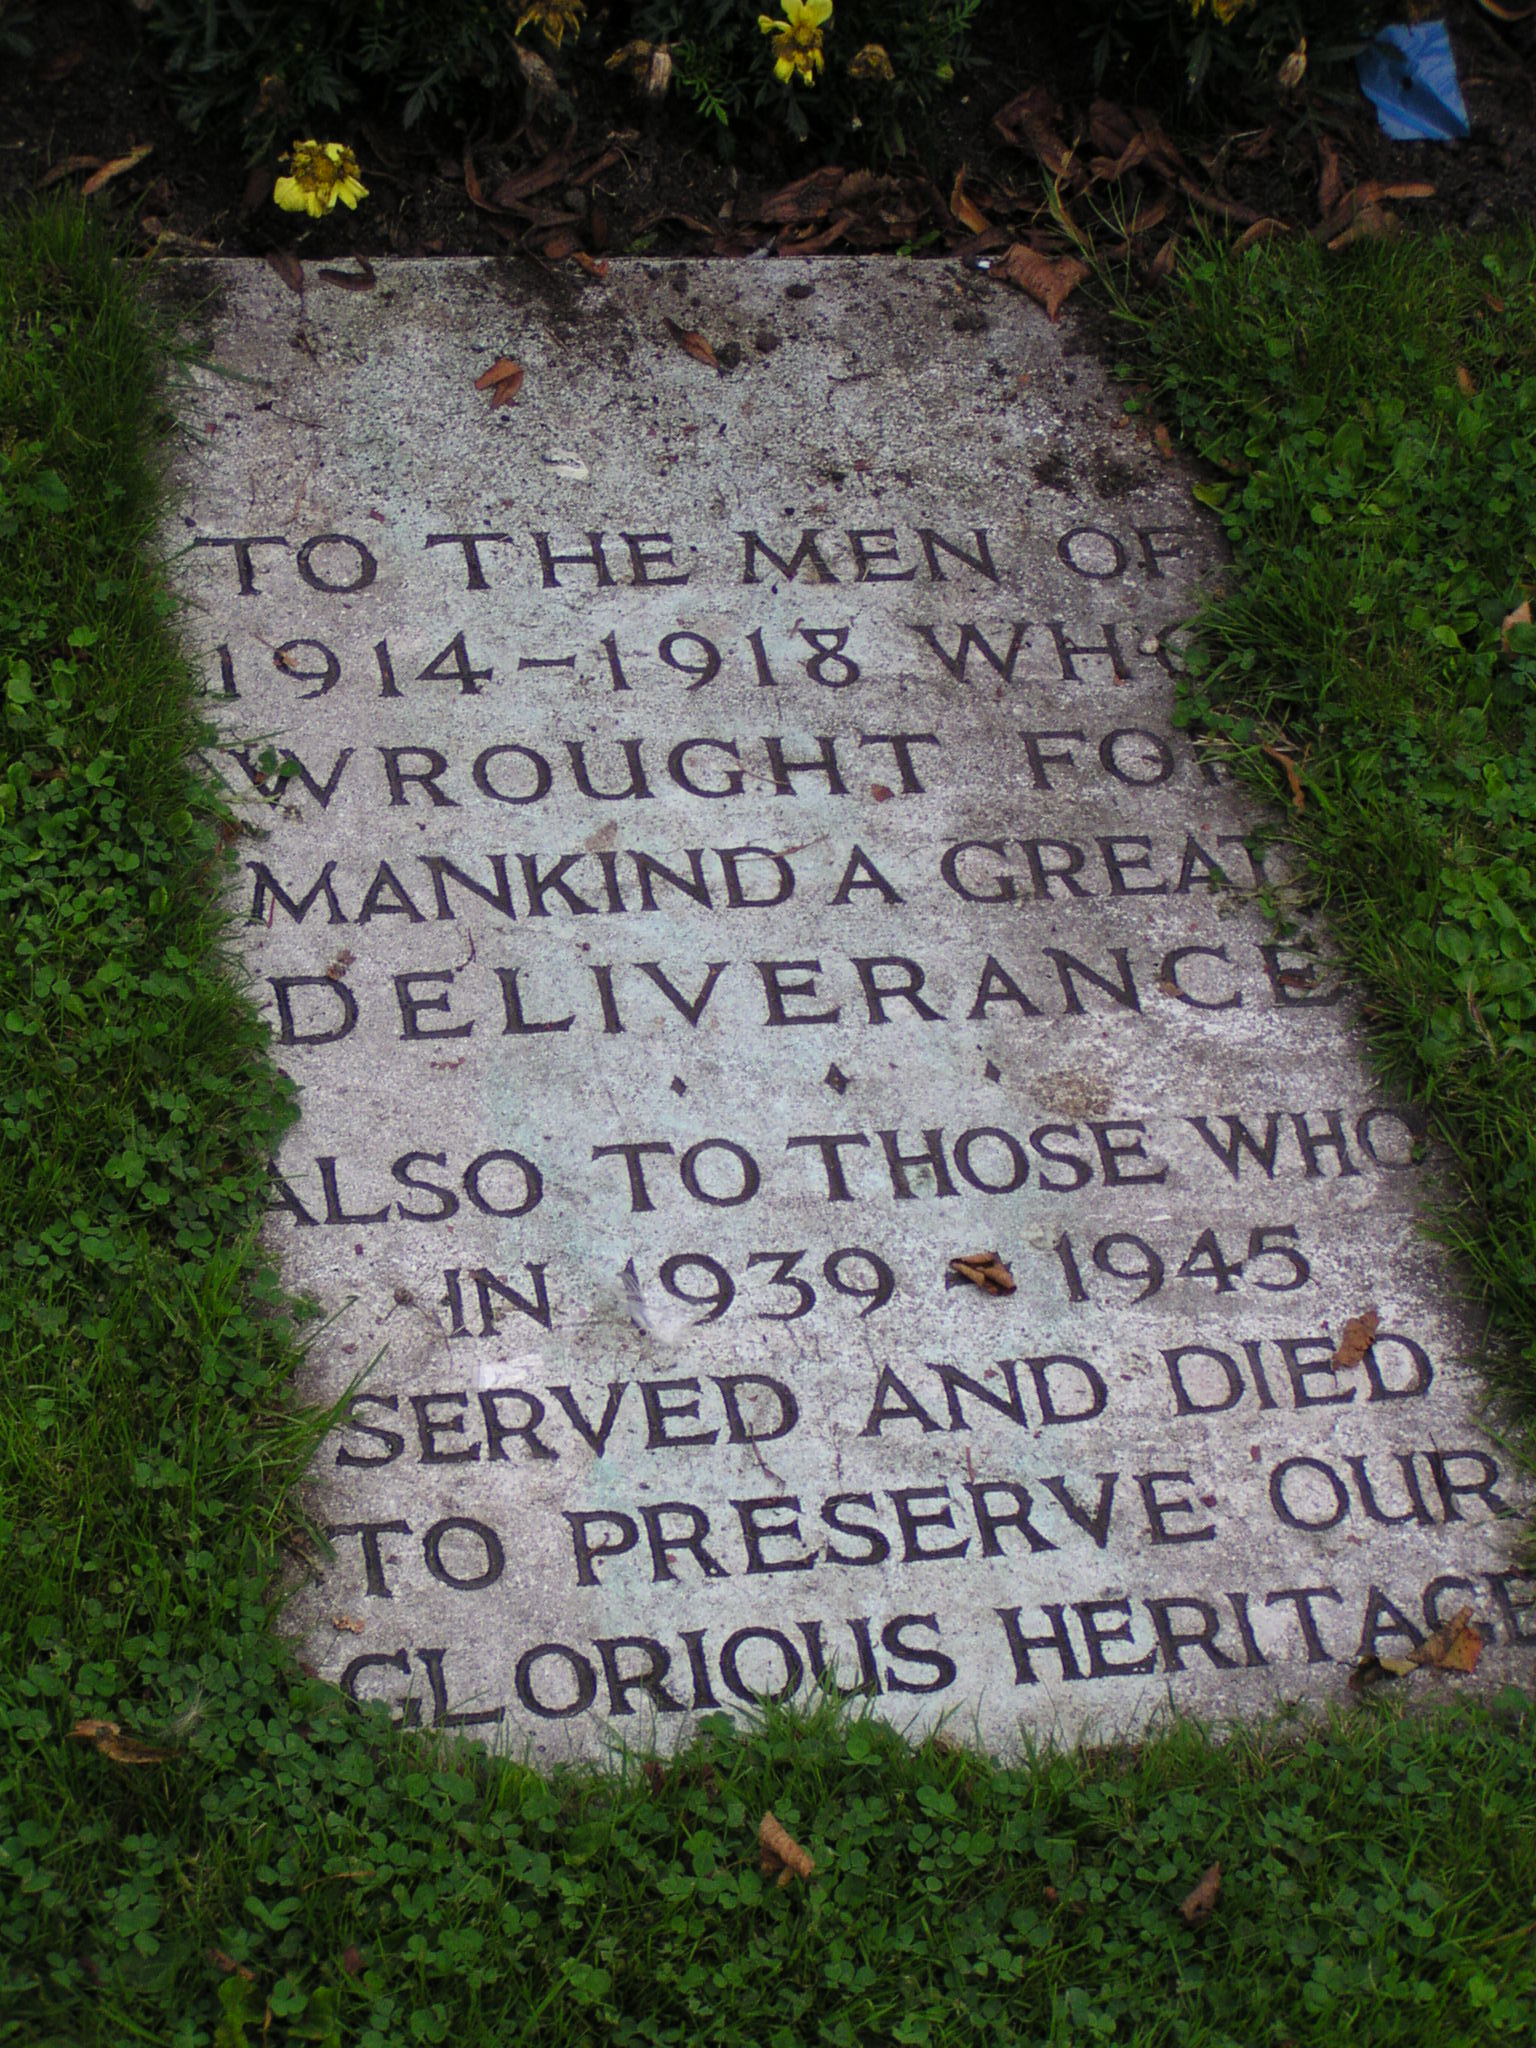 TO THE MEN OF
1914-1918 WHO
WROUGHT FOR
MANKIND A GREAT
DELIVERANCE
ALSO TO THOSE WHO
IN 1939-1945
SERVED AND DIED
TO PRESERVE OUR
GLORIOUS HERITAGE